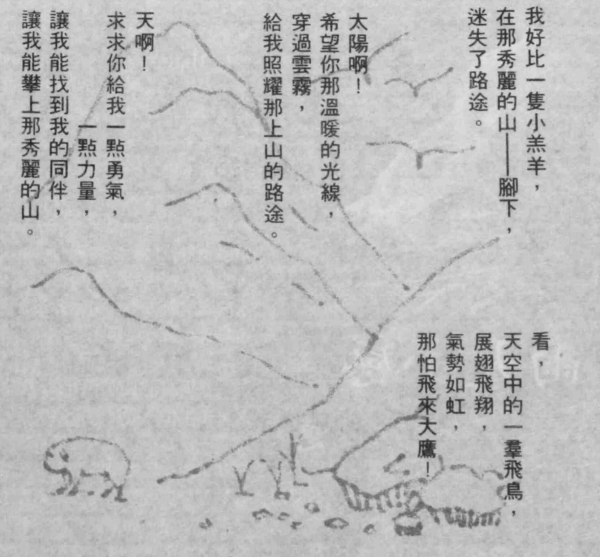 我好比一隻小羔羊，
在那秀麗的山——腳下，
迷失了路途。
太陽啊！
希望你那溫暖的光線，
穿過雲霧，
給我照耀那上山的路途。
天啊！
求求你給我一點勇氣，
一點力量，
讓我能找到我的同伴，
讓我能攀上那秀麗的山。
看，
天空中的一羣飛鳥，
展翅飛翔，
氣勢如虹，
那怕飛來大鷹！